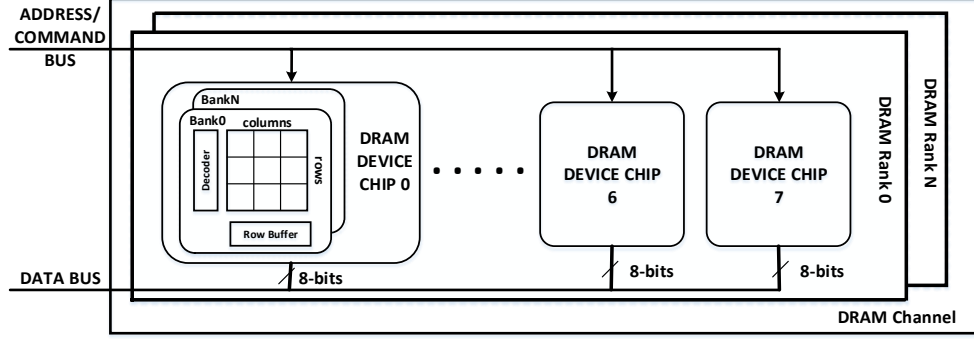 ADDRESS/
COMMAND
BUS
BankN
Bank0
columns
Decoder
rows
Row Buffer
DRAM
DEVICE
CHIP 0
DRAM
DEVICE CHIP
6
DRAM
DEVICE CHIP
7
DRAM Rank 0
DRAM Rank N
DATA BUS
8-bits
8-bits
8-bits
DRAM Channel